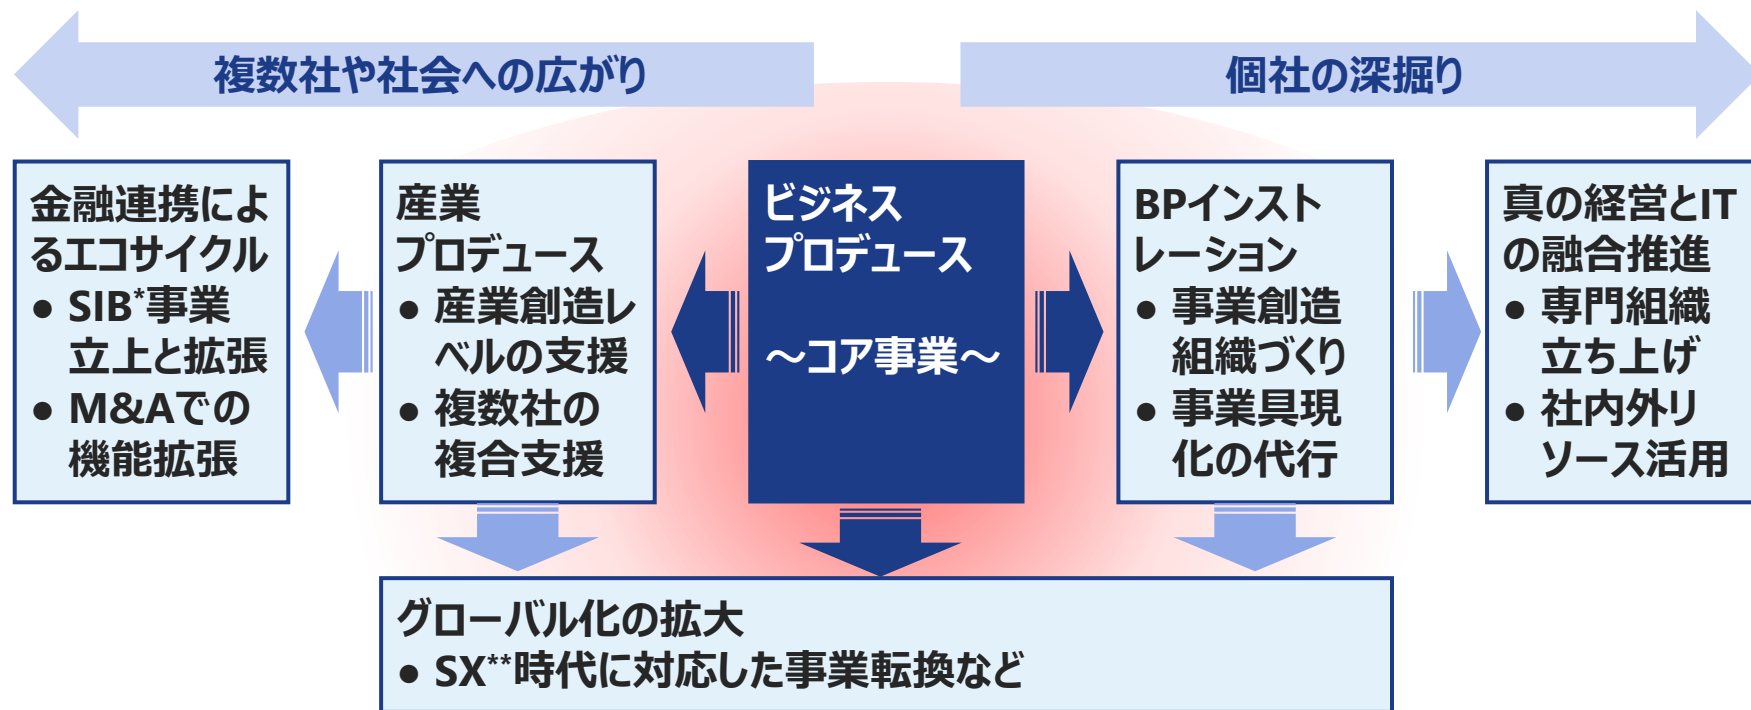 複数社や社会への広がり
個社の深掘り
金融連携によ
るエコサイクル
● SIB*事業
立上と拡張
● M&Aでの
機能拡張
産業
プロデュース
● 産業創造レ
ベルの支援
● 複数社の
複合支援
ビジネス
プロデュース
～コア事業～
BPインスト
レーション
● 事業創造
組織づくり
● 事業具現
化の代行
真の経営とIT
の融合推進
● 専門組織
立ち上げ
● 社内外リ
ソース活用
グローバル化の拡大
● SX**時代に対応した事業転換など